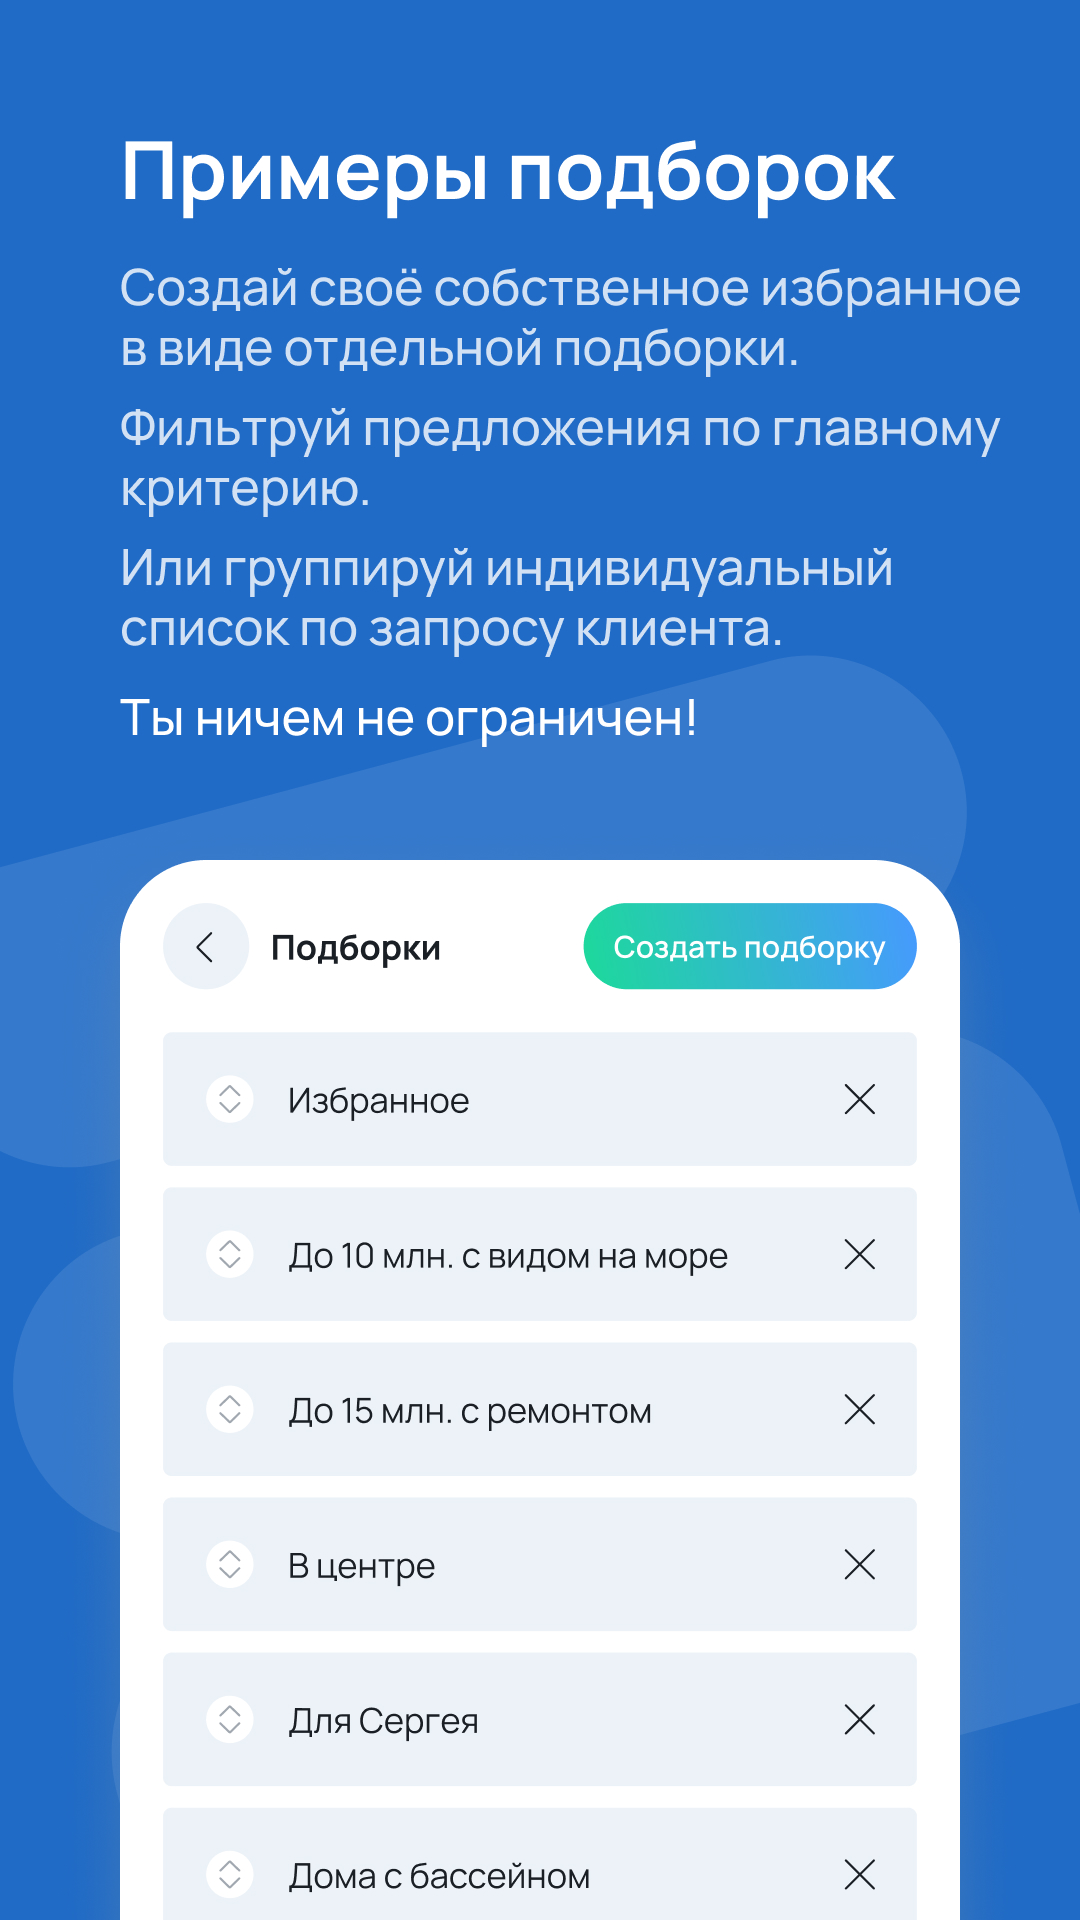 Примеры подборок
Создай своё собственное избранное
в виде отдельной подборки.
Фильтруй предложения по главному
критерию.
Или группируй индивидуальный
список по запросу клиента.
Ты ничем не ограничен!
Подборки
Создать подборку
Избранное
До 10 млн. с видом на море
До 15 млн. с ремонтом
В центре
Для Сергея
Дома с бассейном